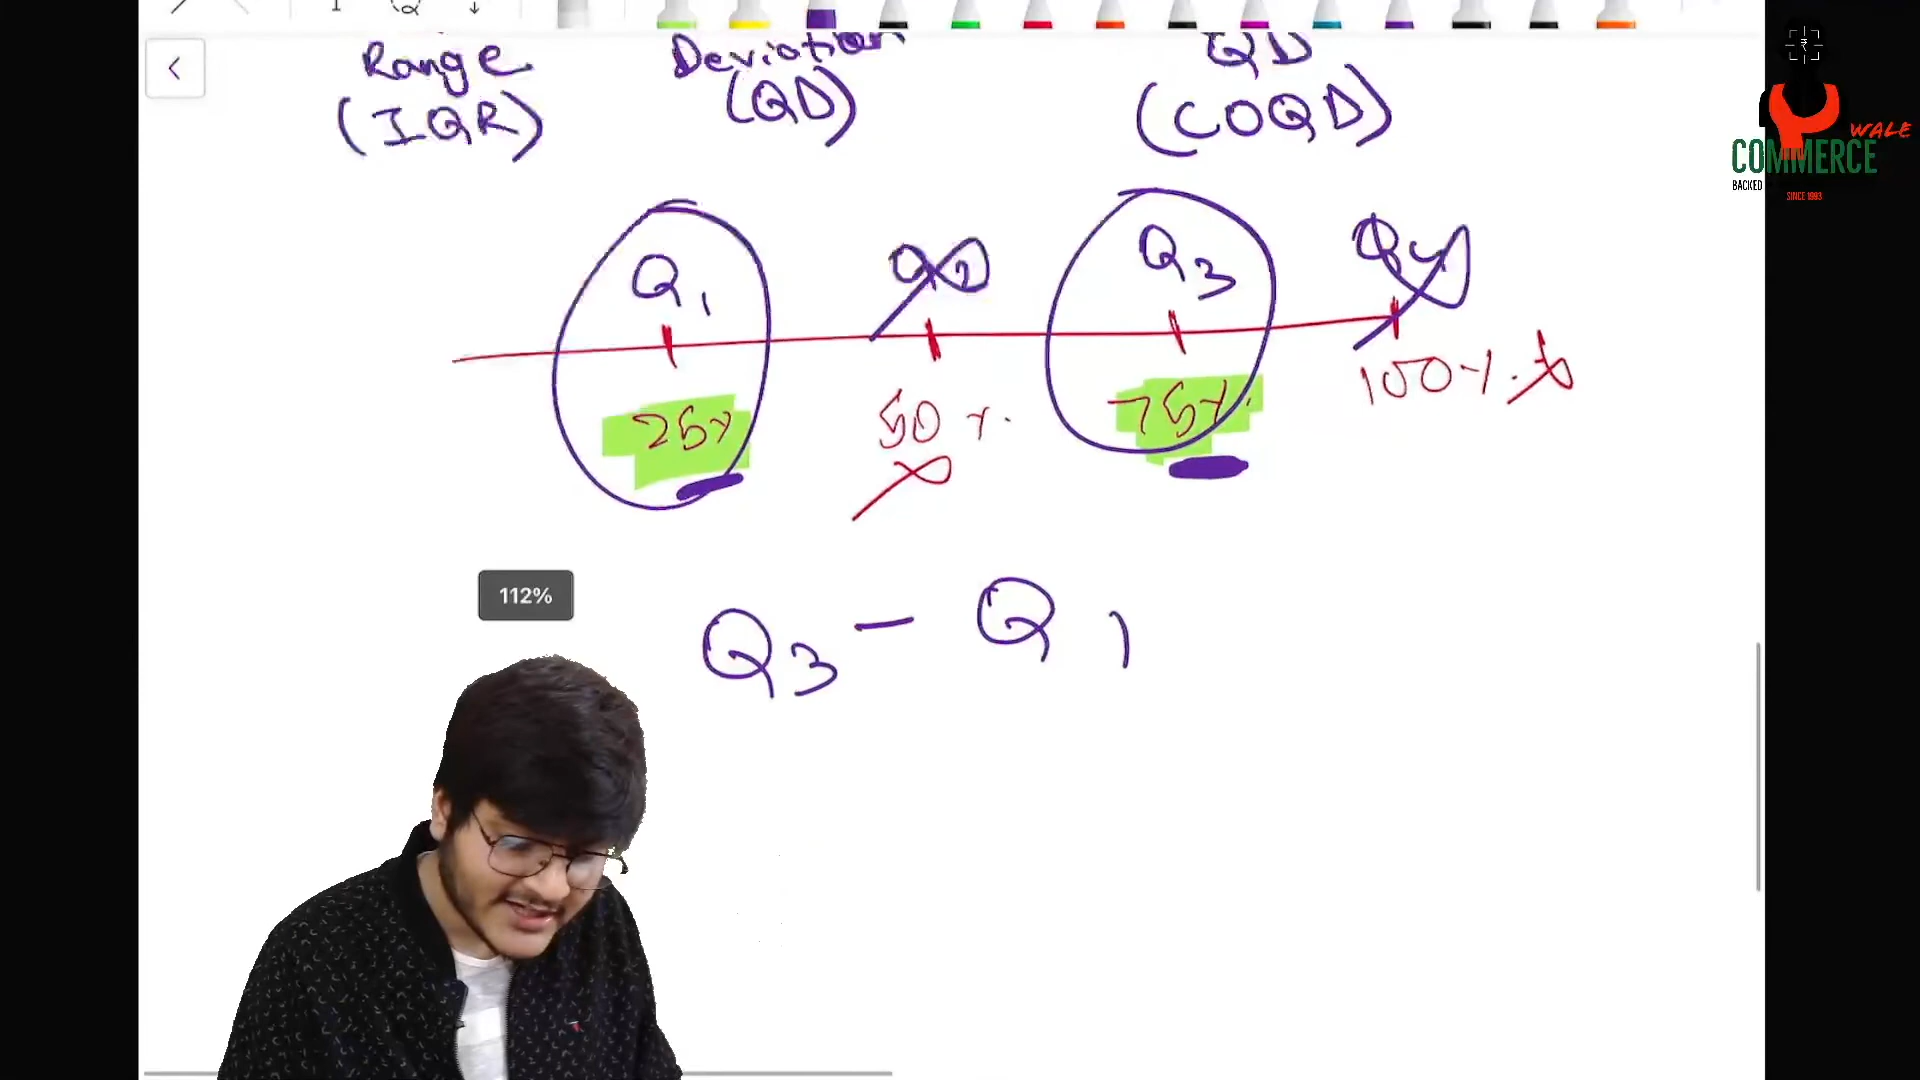 Range Deviation QD
(IQR) (QD) (COQD)
WALE
COMMERCE
BACKED
SINCE 1993
Q1 Q2 Q3 Q4
25% 50%. 75%. 100%.
112%
Q3 - Q1